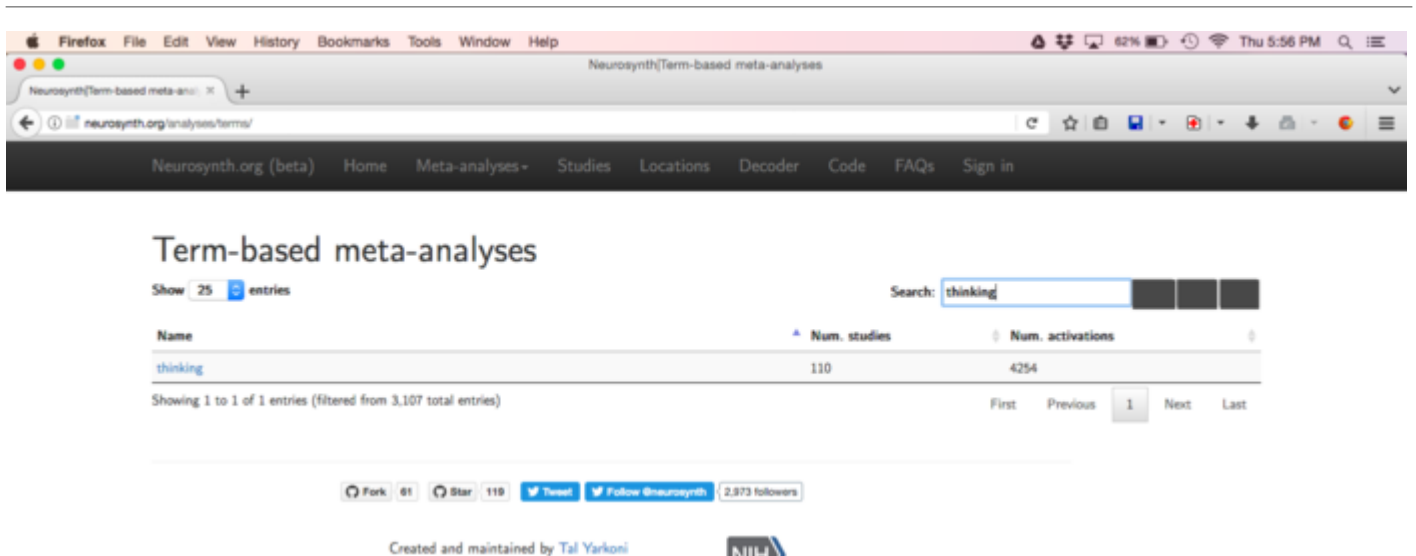 Firefox File Edit View History Bookmarks Tools Window Help 62% Thu 5:56 PM
Neurosynth|Term-based meta-analyses
Neurosynth|Term-based meta-anal
neurosynth.org/analyses/terms/
Neurosynth.org (beta) Home Meta-analyses Studies Locations Decoder Code FAQs Sign in
Term-based meta-analyses
Show 25 entries Search: thinking
Name Num. studies Num. activations
thinking 110 4254
Showing 1 to 1 of 1 entries (filtered from 3,107 total entries) First Previous 1 Next Last
Fork 61 Star 119 Tweet Follow @neurosynth 2,973 followers
Created and maintained by Tal Yarkoni NIH